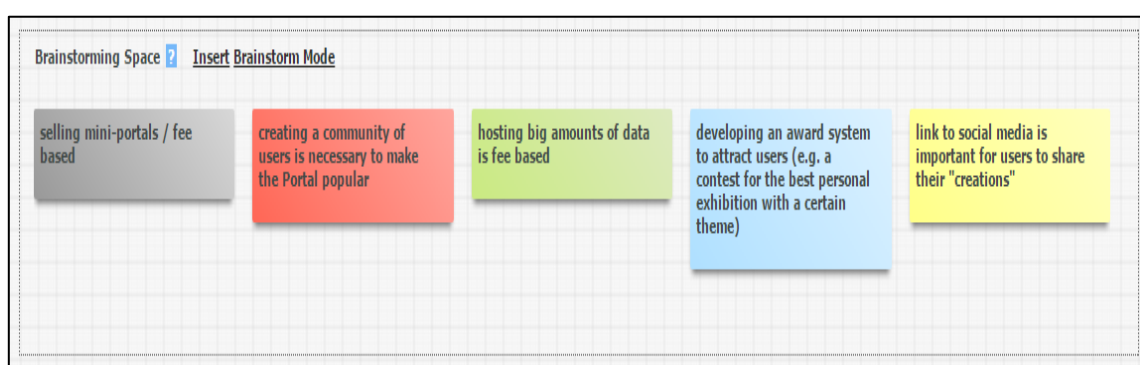 Brainstorming Space ? Insert Brainstorm Mode
selling mini-portals / fee
based
creating a community of
users is necessary to make
the Portal popular
hosting big amounts of data
is fee based
developing an award system
to attract users (e.g. a
contest for the best personal
exhibition with a certain
theme)
link to social media is
important for users to share
their "creations"